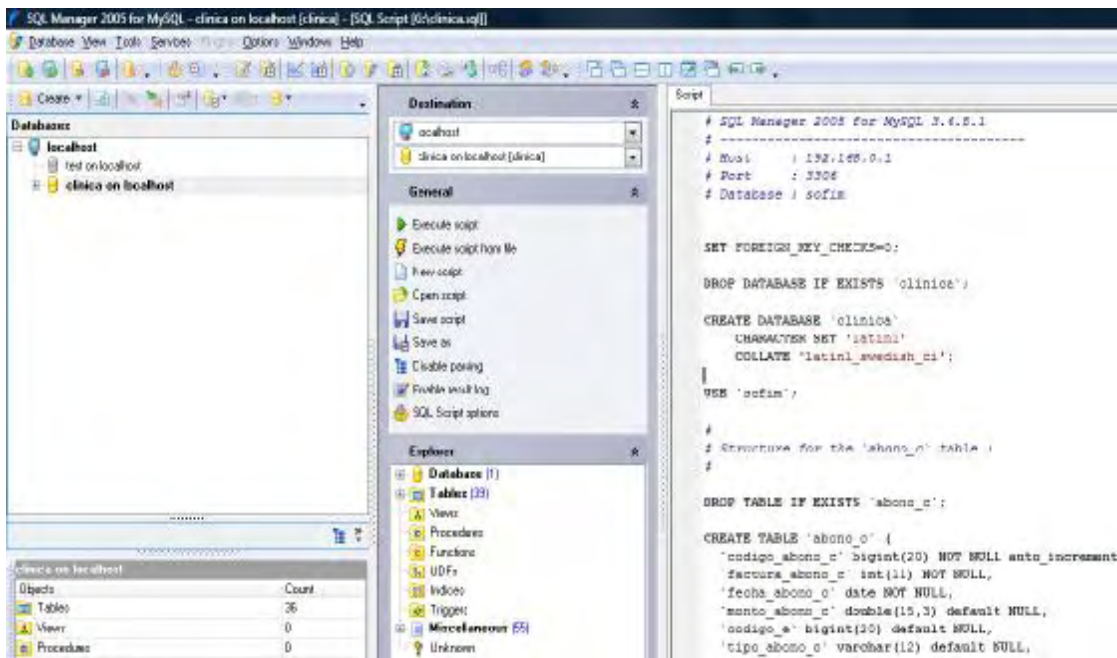 SQL Manager 2005 for MySQL - clinica on localhost [clinica] - [SQL Script [G:\clinica.sql]]
Database View Tools Services Options Windows Help
Create
Databases
localhost
test on localhost
clinica on localhost
clinica on localhost
Objects Count
Tables 36
Views 0
Procedures 0
Destination
localhost
clinica on localhost [clinica]
General
Execute script
Execute script from file
New script
Open script
Save script
Save as
Disable parsing
Enable result log
SQL Script options
Explorer
Database (1)
Tables (39)
Views
Procedures
Functions
UDFs
Indices
Triggers
Miscellaneous (55)
Unknown
Script
# SQL Manager 2005 for MySQL 3.4.5.1
# ---------------------------------------
# Host : 192.168.0.1
# Port : 3306
# Database : sofim
SET FOREIGN_KEY_CHECKS=0;
DROP DATABASE IF EXISTS `clinica`;
CREATE DATABASE `clinica`
CHARACTER SET 'latin1'
COLLATE 'latin1_swedish_ci';
USE `sofim`;
#
# Structure for the `abono_c` table :
#
DROP TABLE IF EXISTS `abono_c`;
CREATE TABLE `abono_c` (
`codigo_abono_c` bigint(20) NOT NULL auto_increment
`factura_abono_c` int(11) NOT NULL,
`fecha_abono_c` date NOT NULL,
`monto_abono_c` double(15,3) default NULL,
`codigo_e` bigint(20) default NULL,
`tipo_abono_c` varchar(12) default NULL,